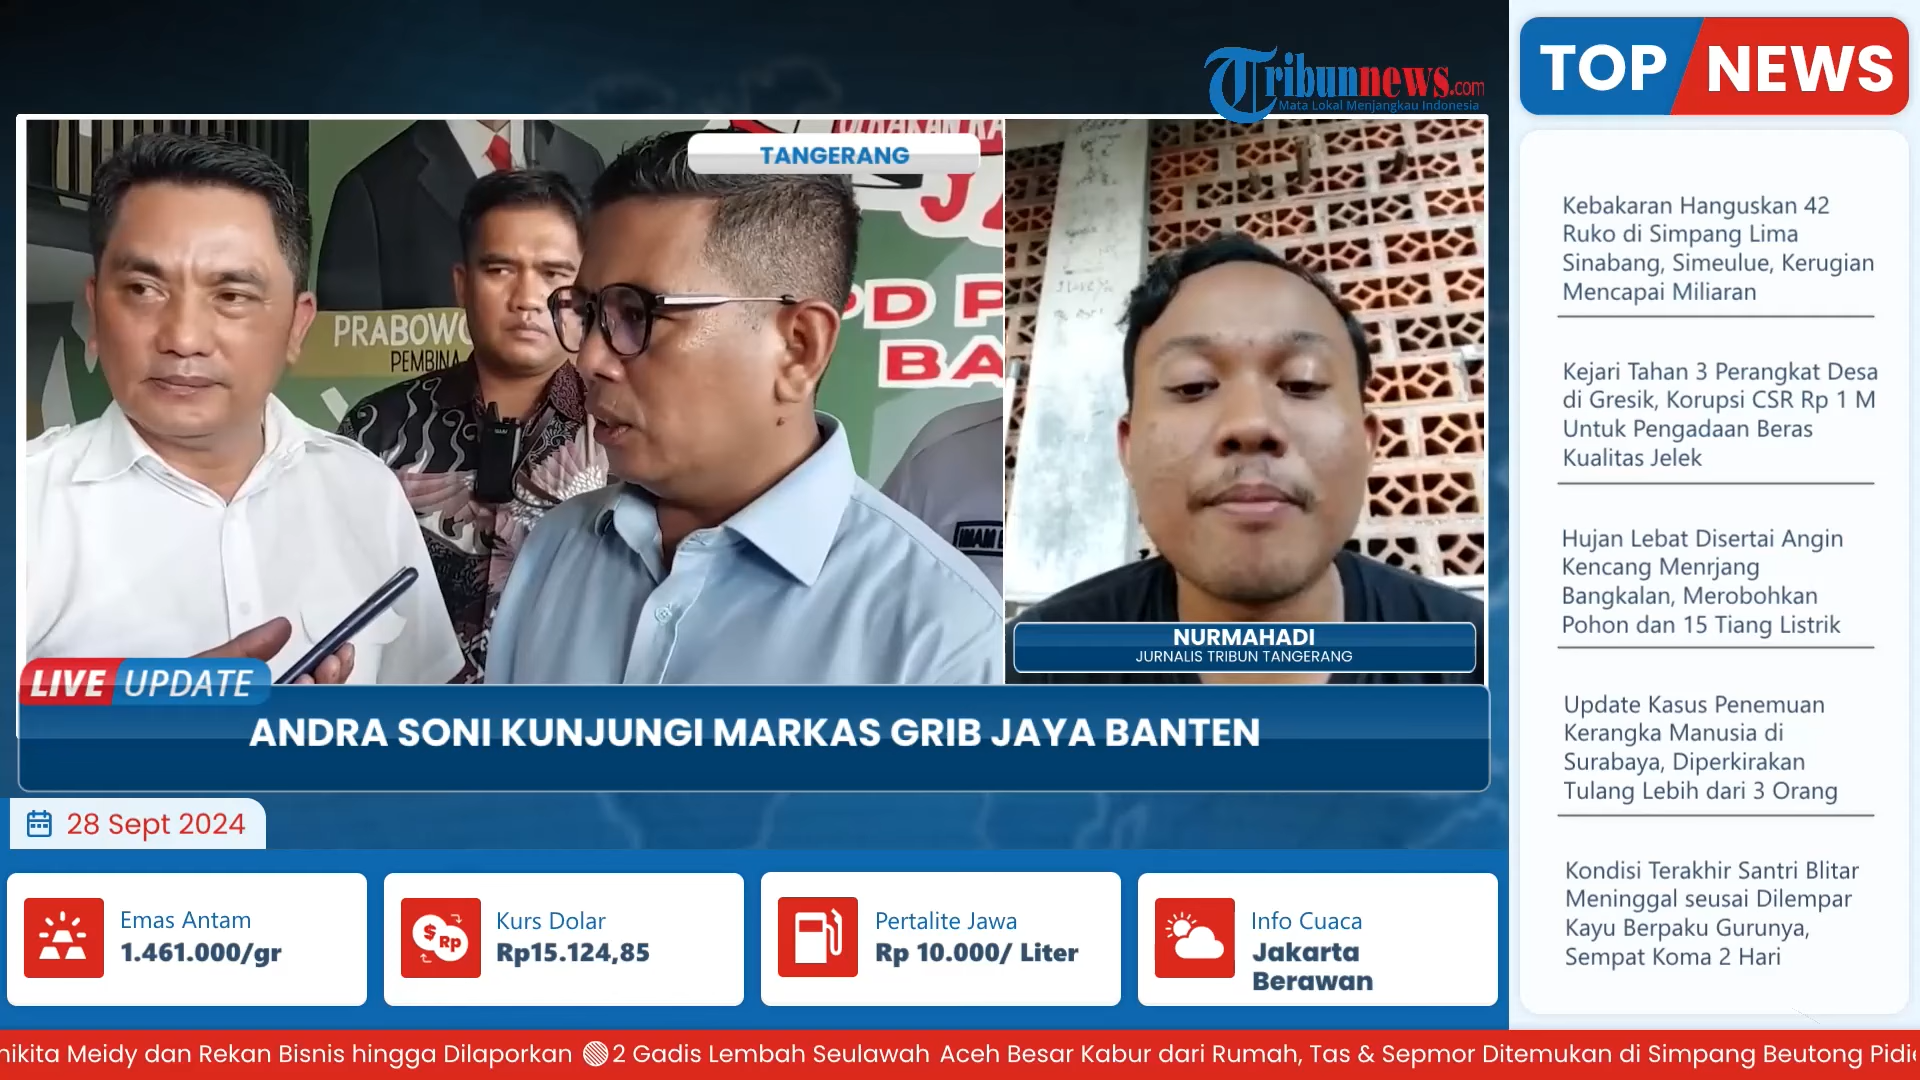 Tribunnews.com
Mata Lokal Menjangkau Indonesia
TANGERANG
PRABOWO
PEMBINA
PD P
BA
NURMAHADI
JURNALIS TRIBUN TANGERANG
LIVE UPDATE
ANDRA SONI KUNJUNGI MARKAS GRIB JAYA BANTEN
28 Sept 2024
Emas Antam
1.461.000/gr
Kurs Dolar
Rp15.124,85
Pertalite Jawa
Rp 10.000/ Liter
Info Cuaca
Jakarta
Berawan
TOP NEWS
Kebakaran Hanguskan 42
Ruko di Simpang Lima
Sinabang, Simeulue, Kerugian
Mencapai Miliaran
Kejari Tahan 3 Perangkat Desa
di Gresik, Korupsi CSR Rp 1 M
Untuk Pengadaan Beras
Kualitas Jelek
Hujan Lebat Disertai Angin
Kencang Menrjang
Bangkalan, Merobohkan
Pohon dan 15 Tiang Listrik
Update Kasus Penemuan
Kerangka Manusia di
Surabaya, Diperkirakan
Tulang Lebih dari 3 Orang
Kondisi Terakhir Santri Blitar
Meninggal seusai Dilempar
Kayu Berpaku Gurunya,
Sempat Koma 2 Hari
hikita Meidy dan Rekan Bisnis hingga Dilaporkan 2 Gadis Lembah Seulawah Aceh Besar Kabur dari Rumah, Tas & Sepmor Ditemukan di Simpang Beutong Pidi